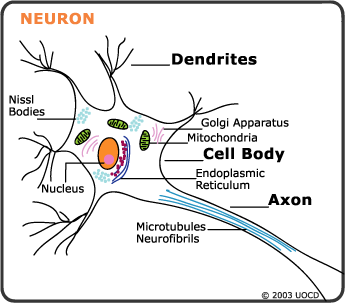 NEURON
Dendrites
Nissl
Bodies
Golgi Apparatus
Mitochondria
Cell Body
Endoplasmic
Reticulum
Nucleus
Axon
Microtubules
Neurofibrils
© 2003 UOCD